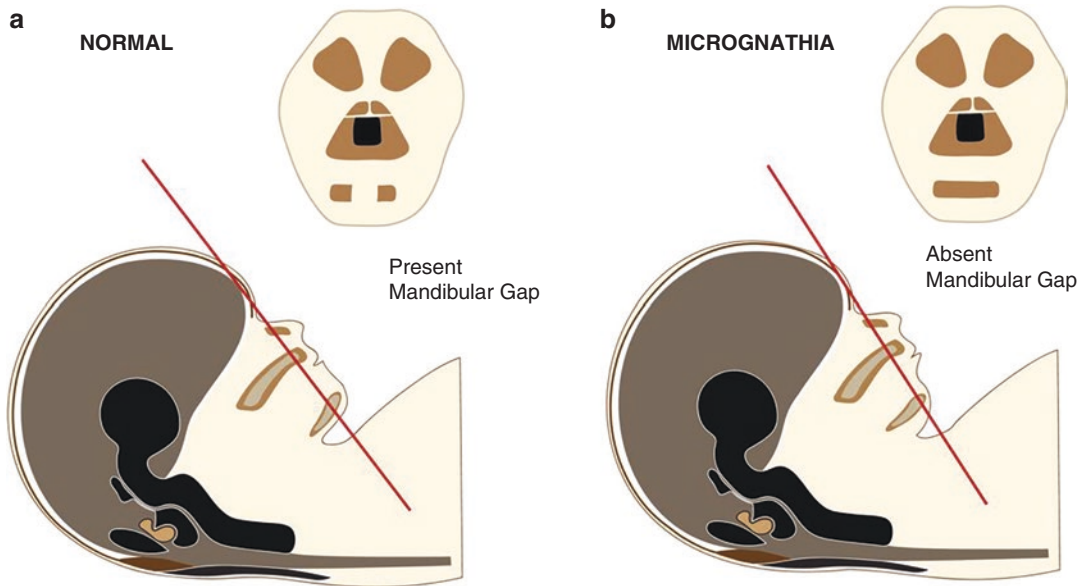 a
NORMAL
Present
Mandibular Gap
b
MICROGNATHIA
Absent
Mandibular Gap